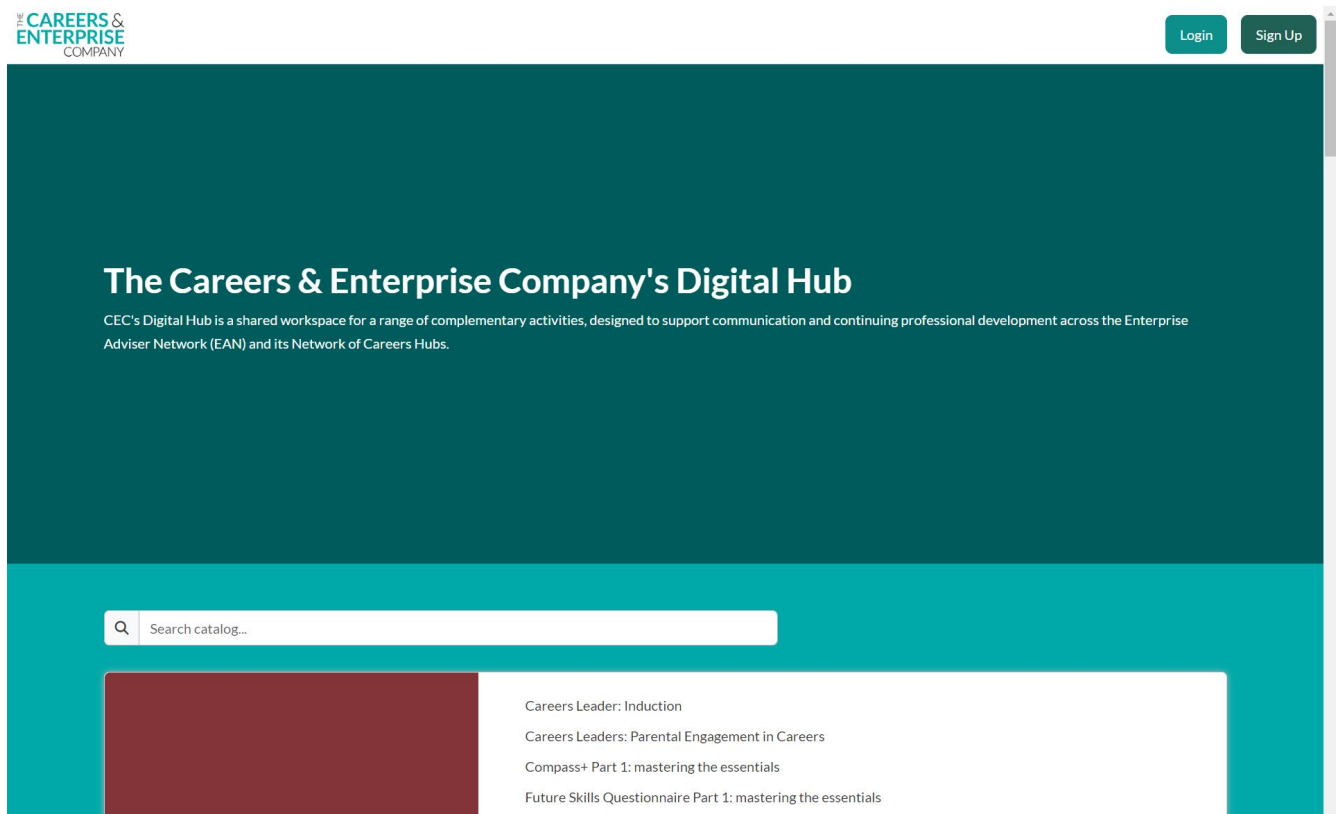 THE CAREERS &
ENTERPRISE
COMPANY
Login
Sign Up
The Careers & Enterprise Company's Digital Hub
CEC's Digital Hub is a shared workspace for a range of complementary activities, designed to support communication and continuing professional development across the Enterprise
Adviser Network (EAN) and its Network of Careers Hubs.
Search catalog...
Careers Leader: Induction
Careers Leaders: Parental Engagement in Careers
Compass+ Part 1: mastering the essentials
Future Skills Questionnaire Part 1: mastering the essentials